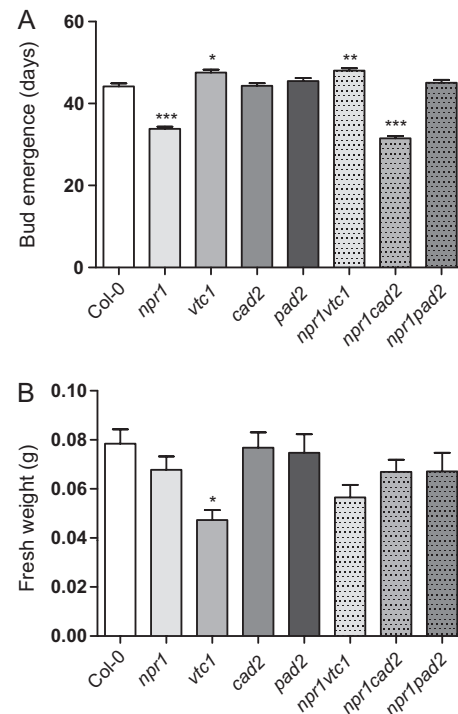 A
Bud emergence (days)
60
40
20
0
***
*
**
***
Col-0
npr1
vtc1
cad2
pad2
npr1vtc1
npr1cad2
npr1pad2
B
Fresh weight (g)
0.10
0.08
0.06
0.04
0.02
0.00
*
Col-0
npr1
vtc1
cad2
pad2
npr1vtc1
npr1cad2
npr1pad2